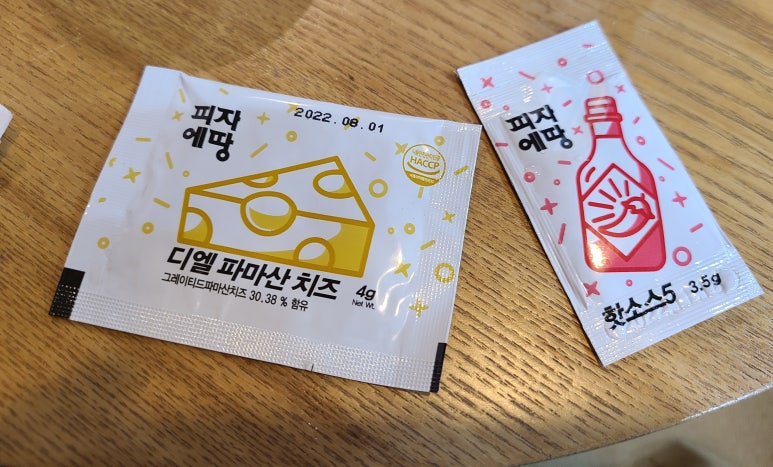 피자
에땅
2022.08.01
HACCP
디엘 파마산 치즈
그레이티드파마산치즈 30.38 % 함유
4g
Net Wt.
피자
에땅
핫소스5 3.5g